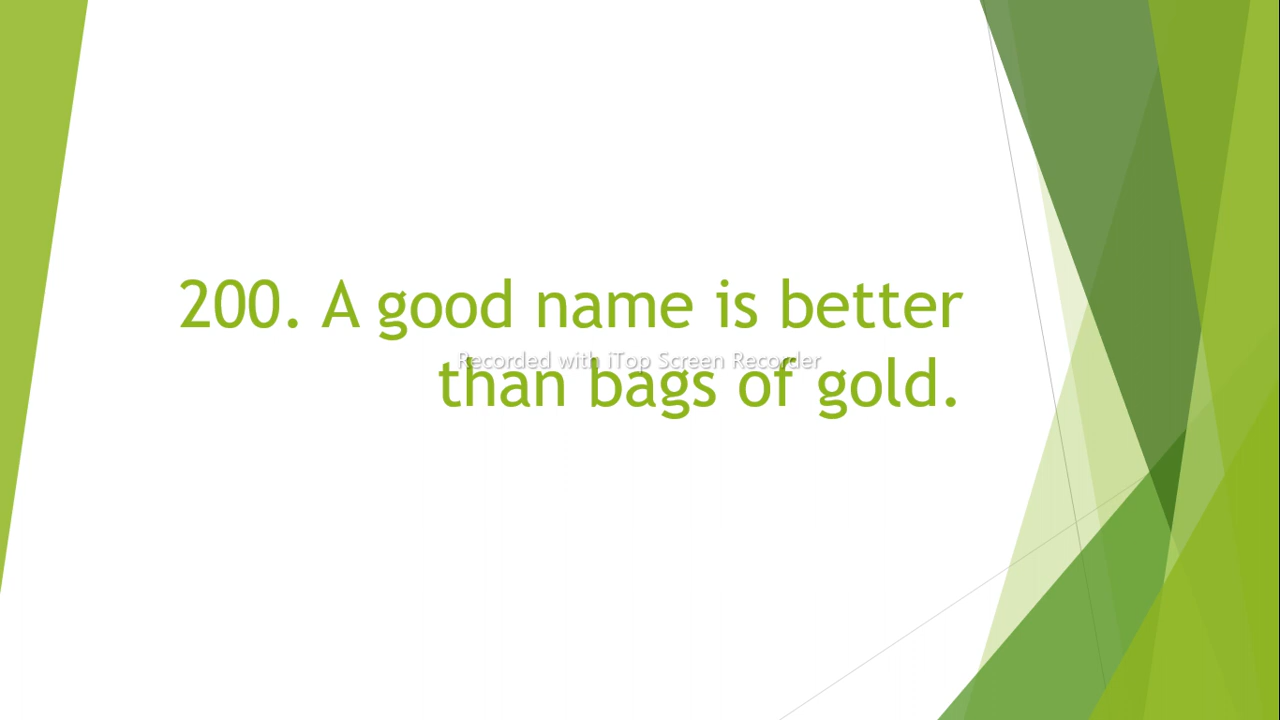 200. A good name is better
Recorded with iTop Screen Recorder
than bags of gold.